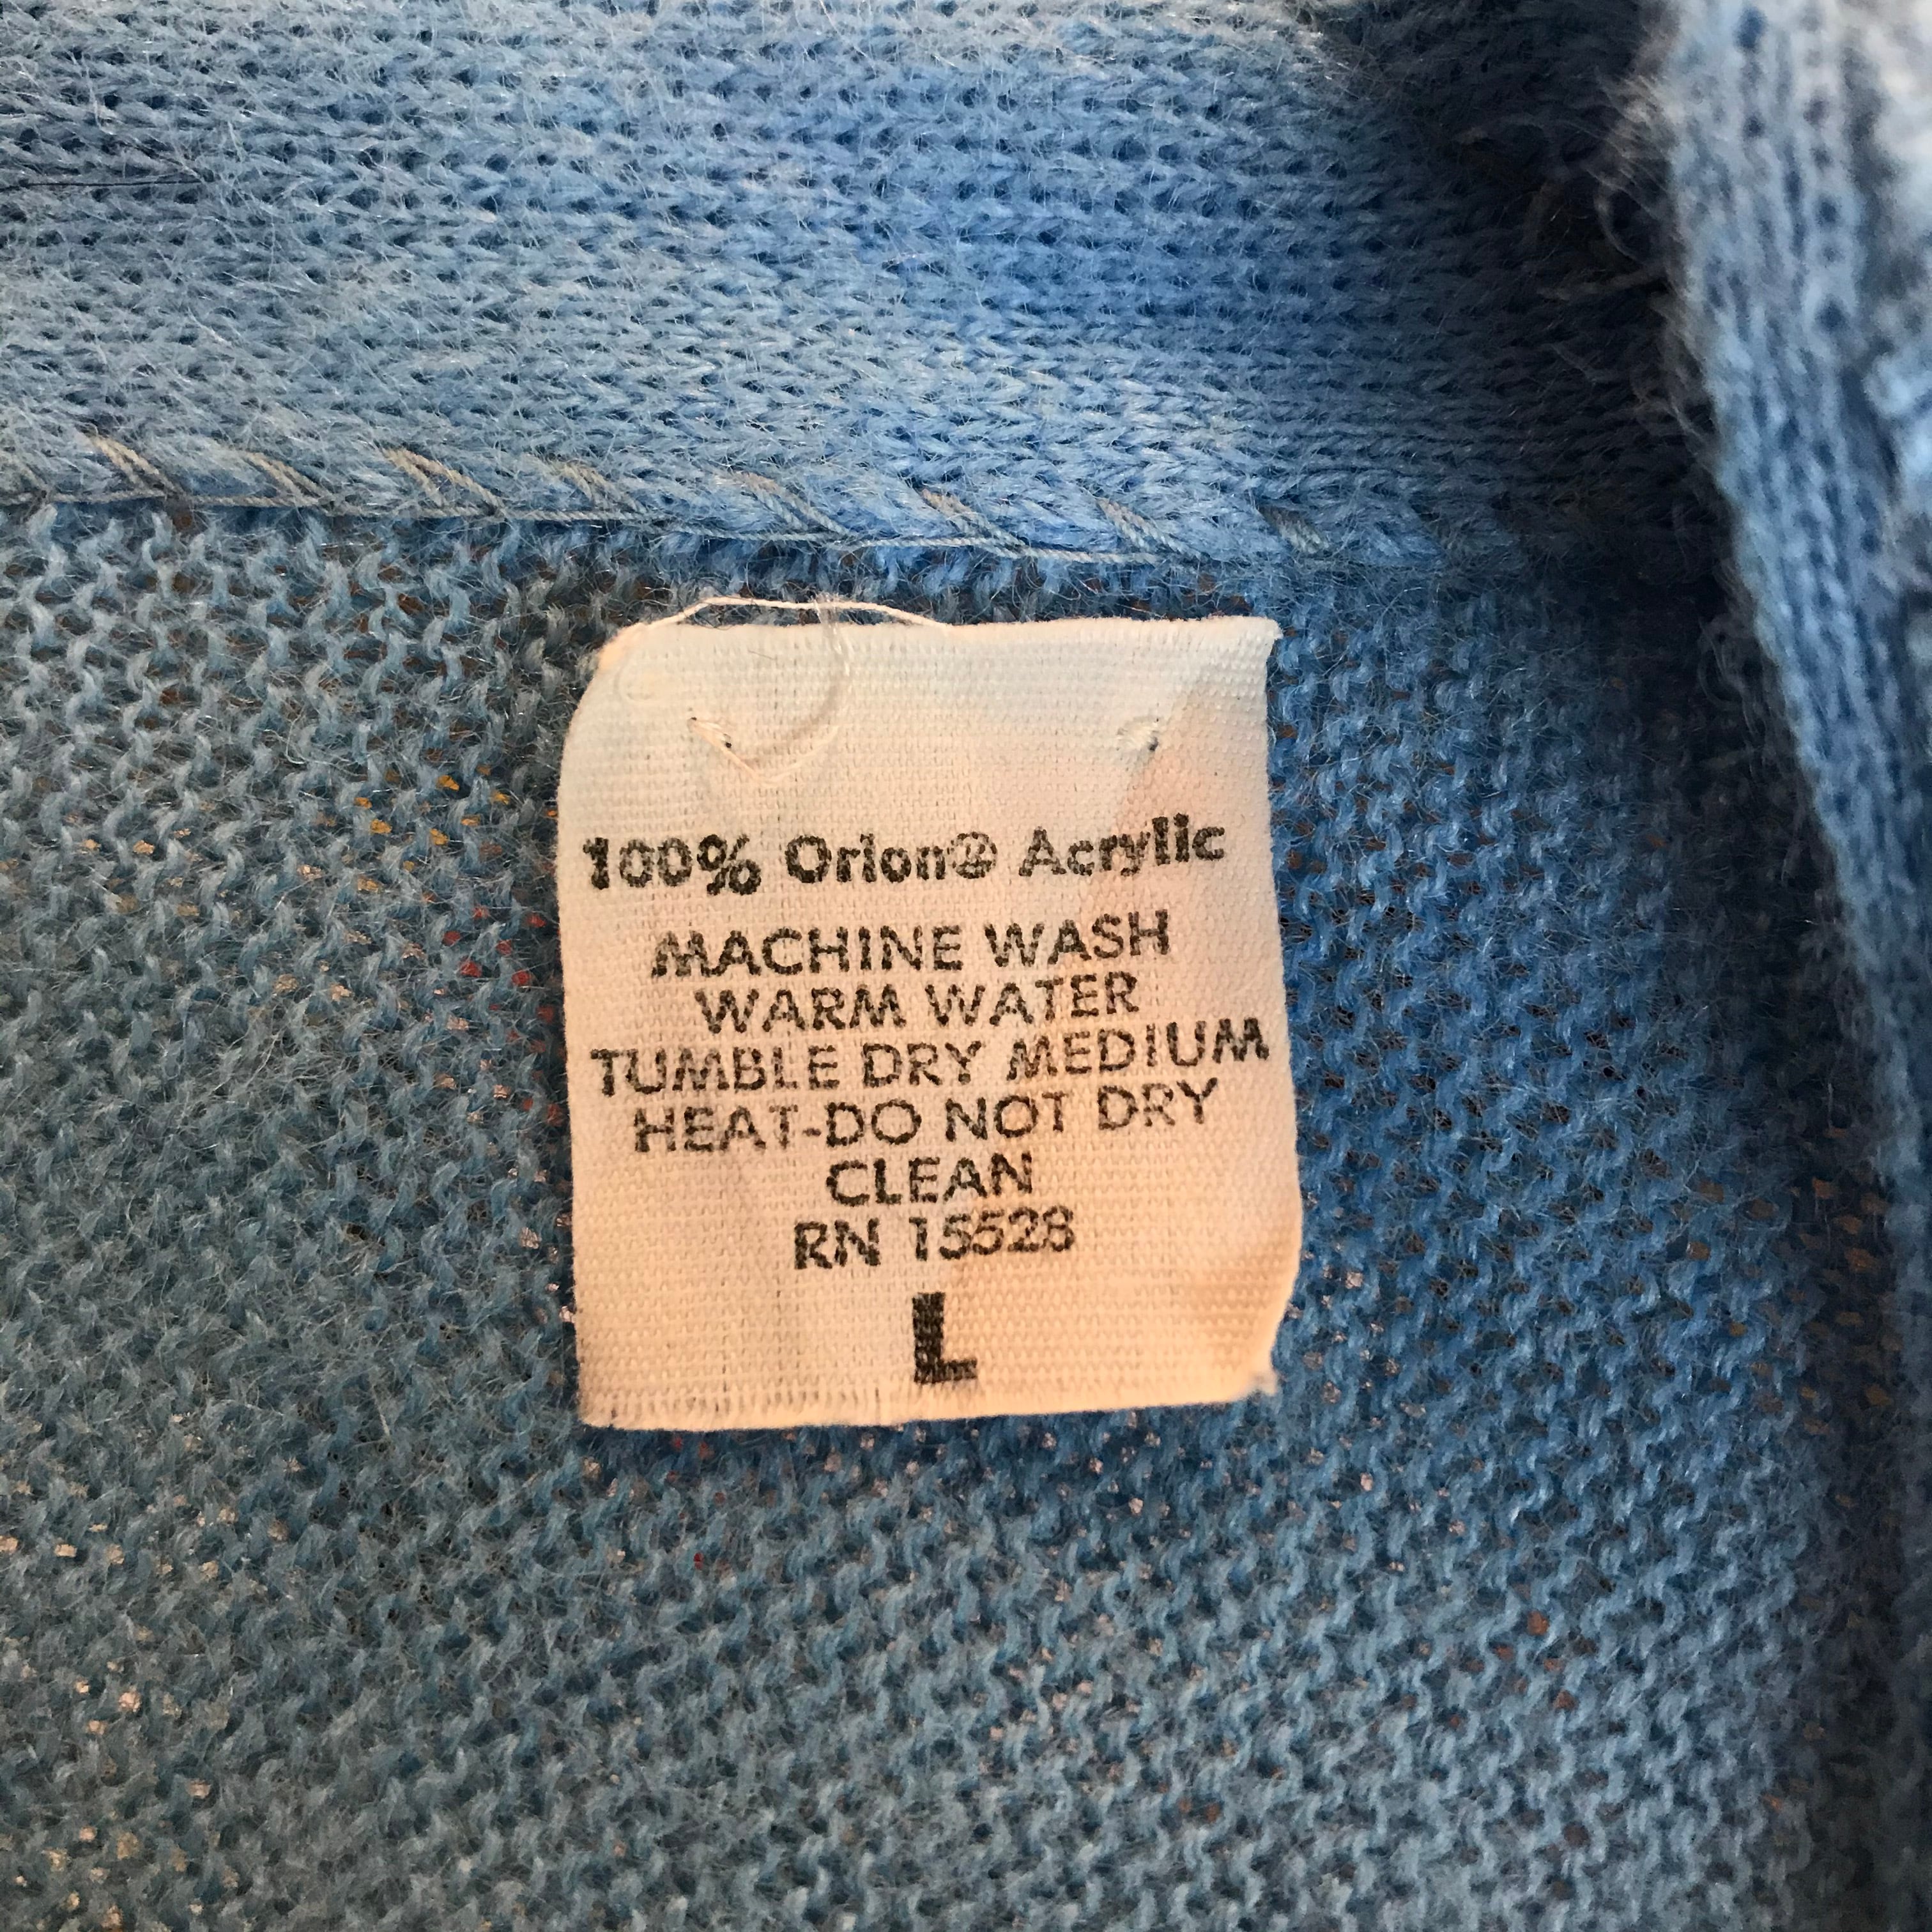 100% Orlon® Acrylic
MACHINE WASH
WARM WATER
TUMBLE DRY MEDIUM
HEAT-DO NOT DRY
CLEAN
RN 15528
L